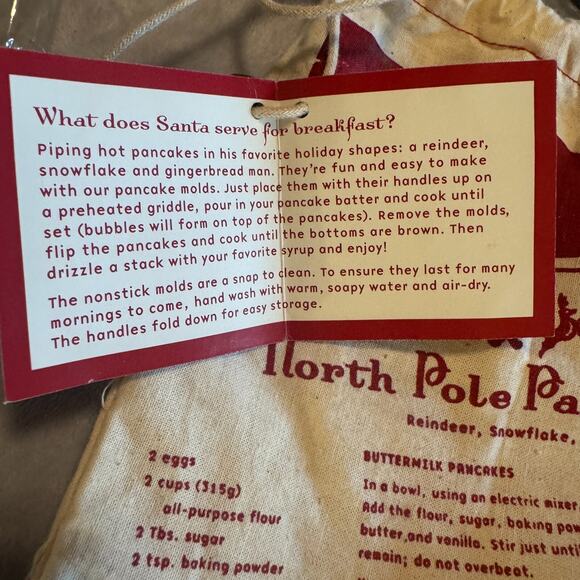 What does Santa serve for breakfast?
Piping hot pancakes in his favorite holiday shapes: a reindeer,
snowflake and gingerbread man. They're fun and easy to make
with our pancake molds. Just place them with their handles up on
a preheated griddle, pour in your pancake batter and cook until
set (bubbles will form on top of the pancakes). Remove the molds,
flip the pancakes and cook until the bottoms are brown. Then
drizzle a stack with your favorite syrup and enjoy!
The nonstick molds are a snap to clean. To ensure they last for many
mornings to come, hand wash with warm, soapy water and air-dry.
The handles fold down for easy storage.
North Pole Pa
Reindeer, Snowflake,
2 eggs
2 cups (315g)
all-purpose flour
2 Tbs. sugar
2 tsp. baking powder
BUTTERMILK PANCAKES
In a bowl, using an electric mixer
Add the flour, sugar, baking pow
butter,and vanilla. Stir just until
remain; do not overbeat.